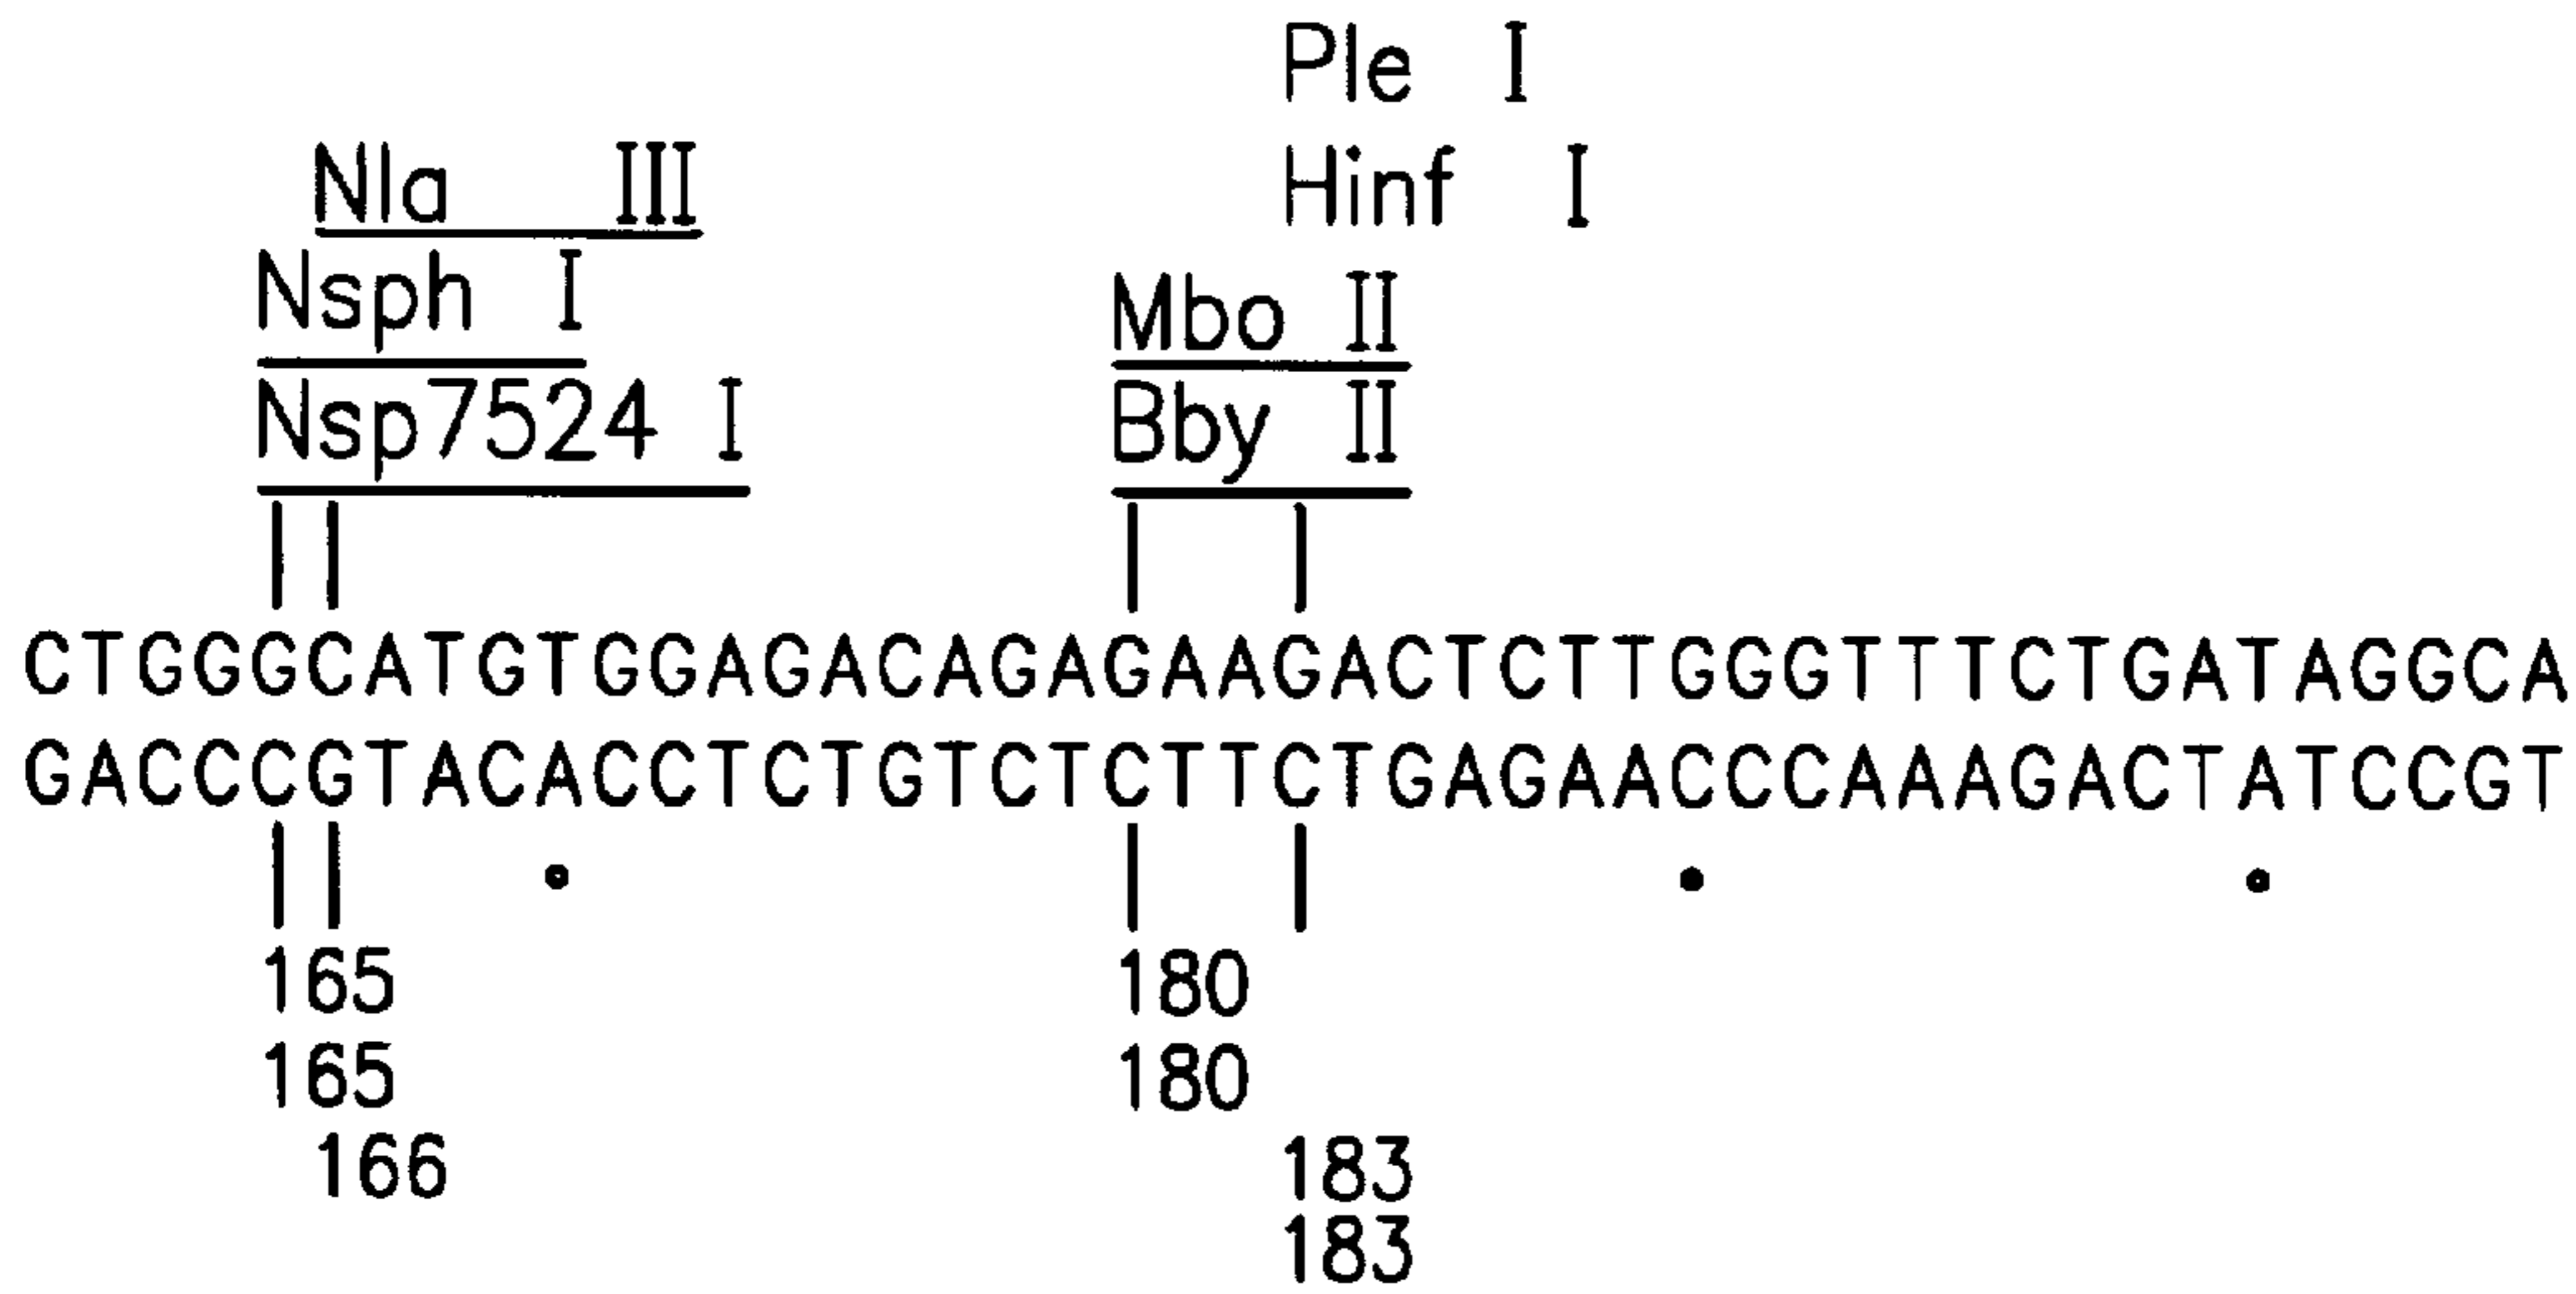 Ple I
Nla III Hinf I
Nsph I Mbo II
Nsp7524 I Bby II
CTGGGCATGTGGAGACAGAGAAGACTCTTGGGTTTCTGATAGGCA
GACCCGTACACCTCTGTCTCTTCTGAGAACCCAAAGACTATCCGT
165 180
165 180
166 183
183